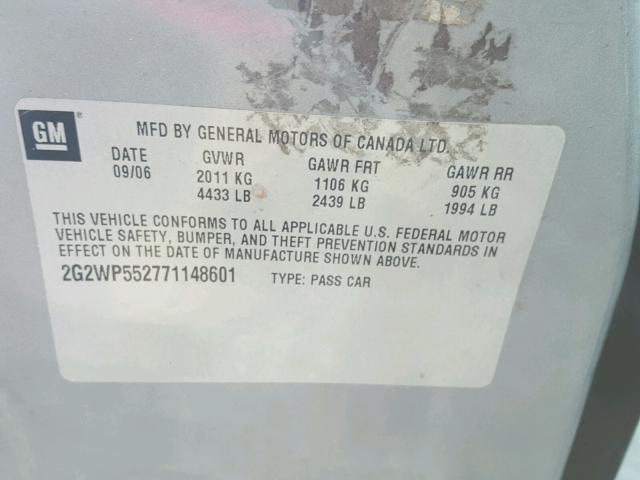 GM ®
MFD BY GENERAL MOTORS OF CANADA LTD.
DATE GVWR GAWR FRT GAWR RR
09/06 2011 KG 1106 KG 905 KG
4433 LB 2439 LB 1994 LB
THIS VEHICLE CONFORMS TO ALL APPLICABLE U.S. FEDERAL MOTOR
VEHICLE SAFETY, BUMPER, AND THEFT PREVENTION STANDARDS IN
EFFECT ON THE DATE OF MANUFACTURE SHOWN ABOVE.
2G2WP552771148601 TYPE: PASS CAR